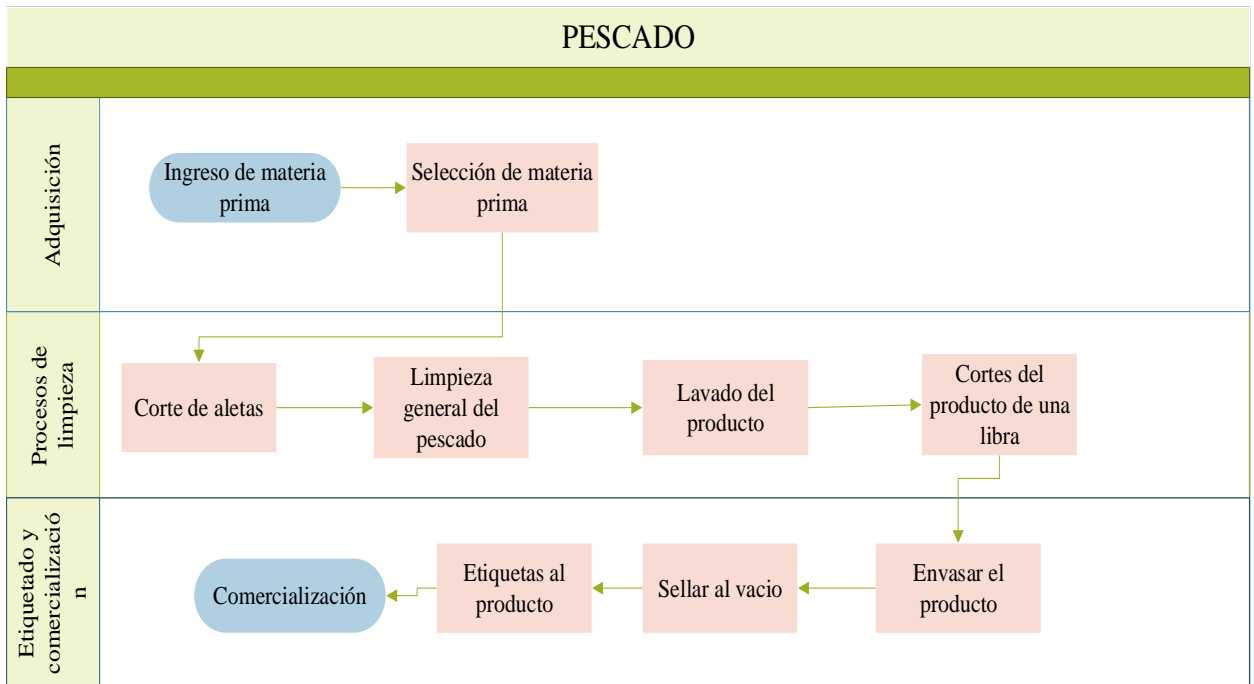 PESCADO
Adquisición
Ingreso de materia
prima
Selección de materia
prima
Procesos de
limpieza
Corte de aletas
Limpieza
general del
pescado
Lavado del
producto
Cortes del
producto de una
libra
Etiquetado y
comercializació
n
Comercialización
Etiquetas al
producto
Sellar al vacio
Envasar el
producto